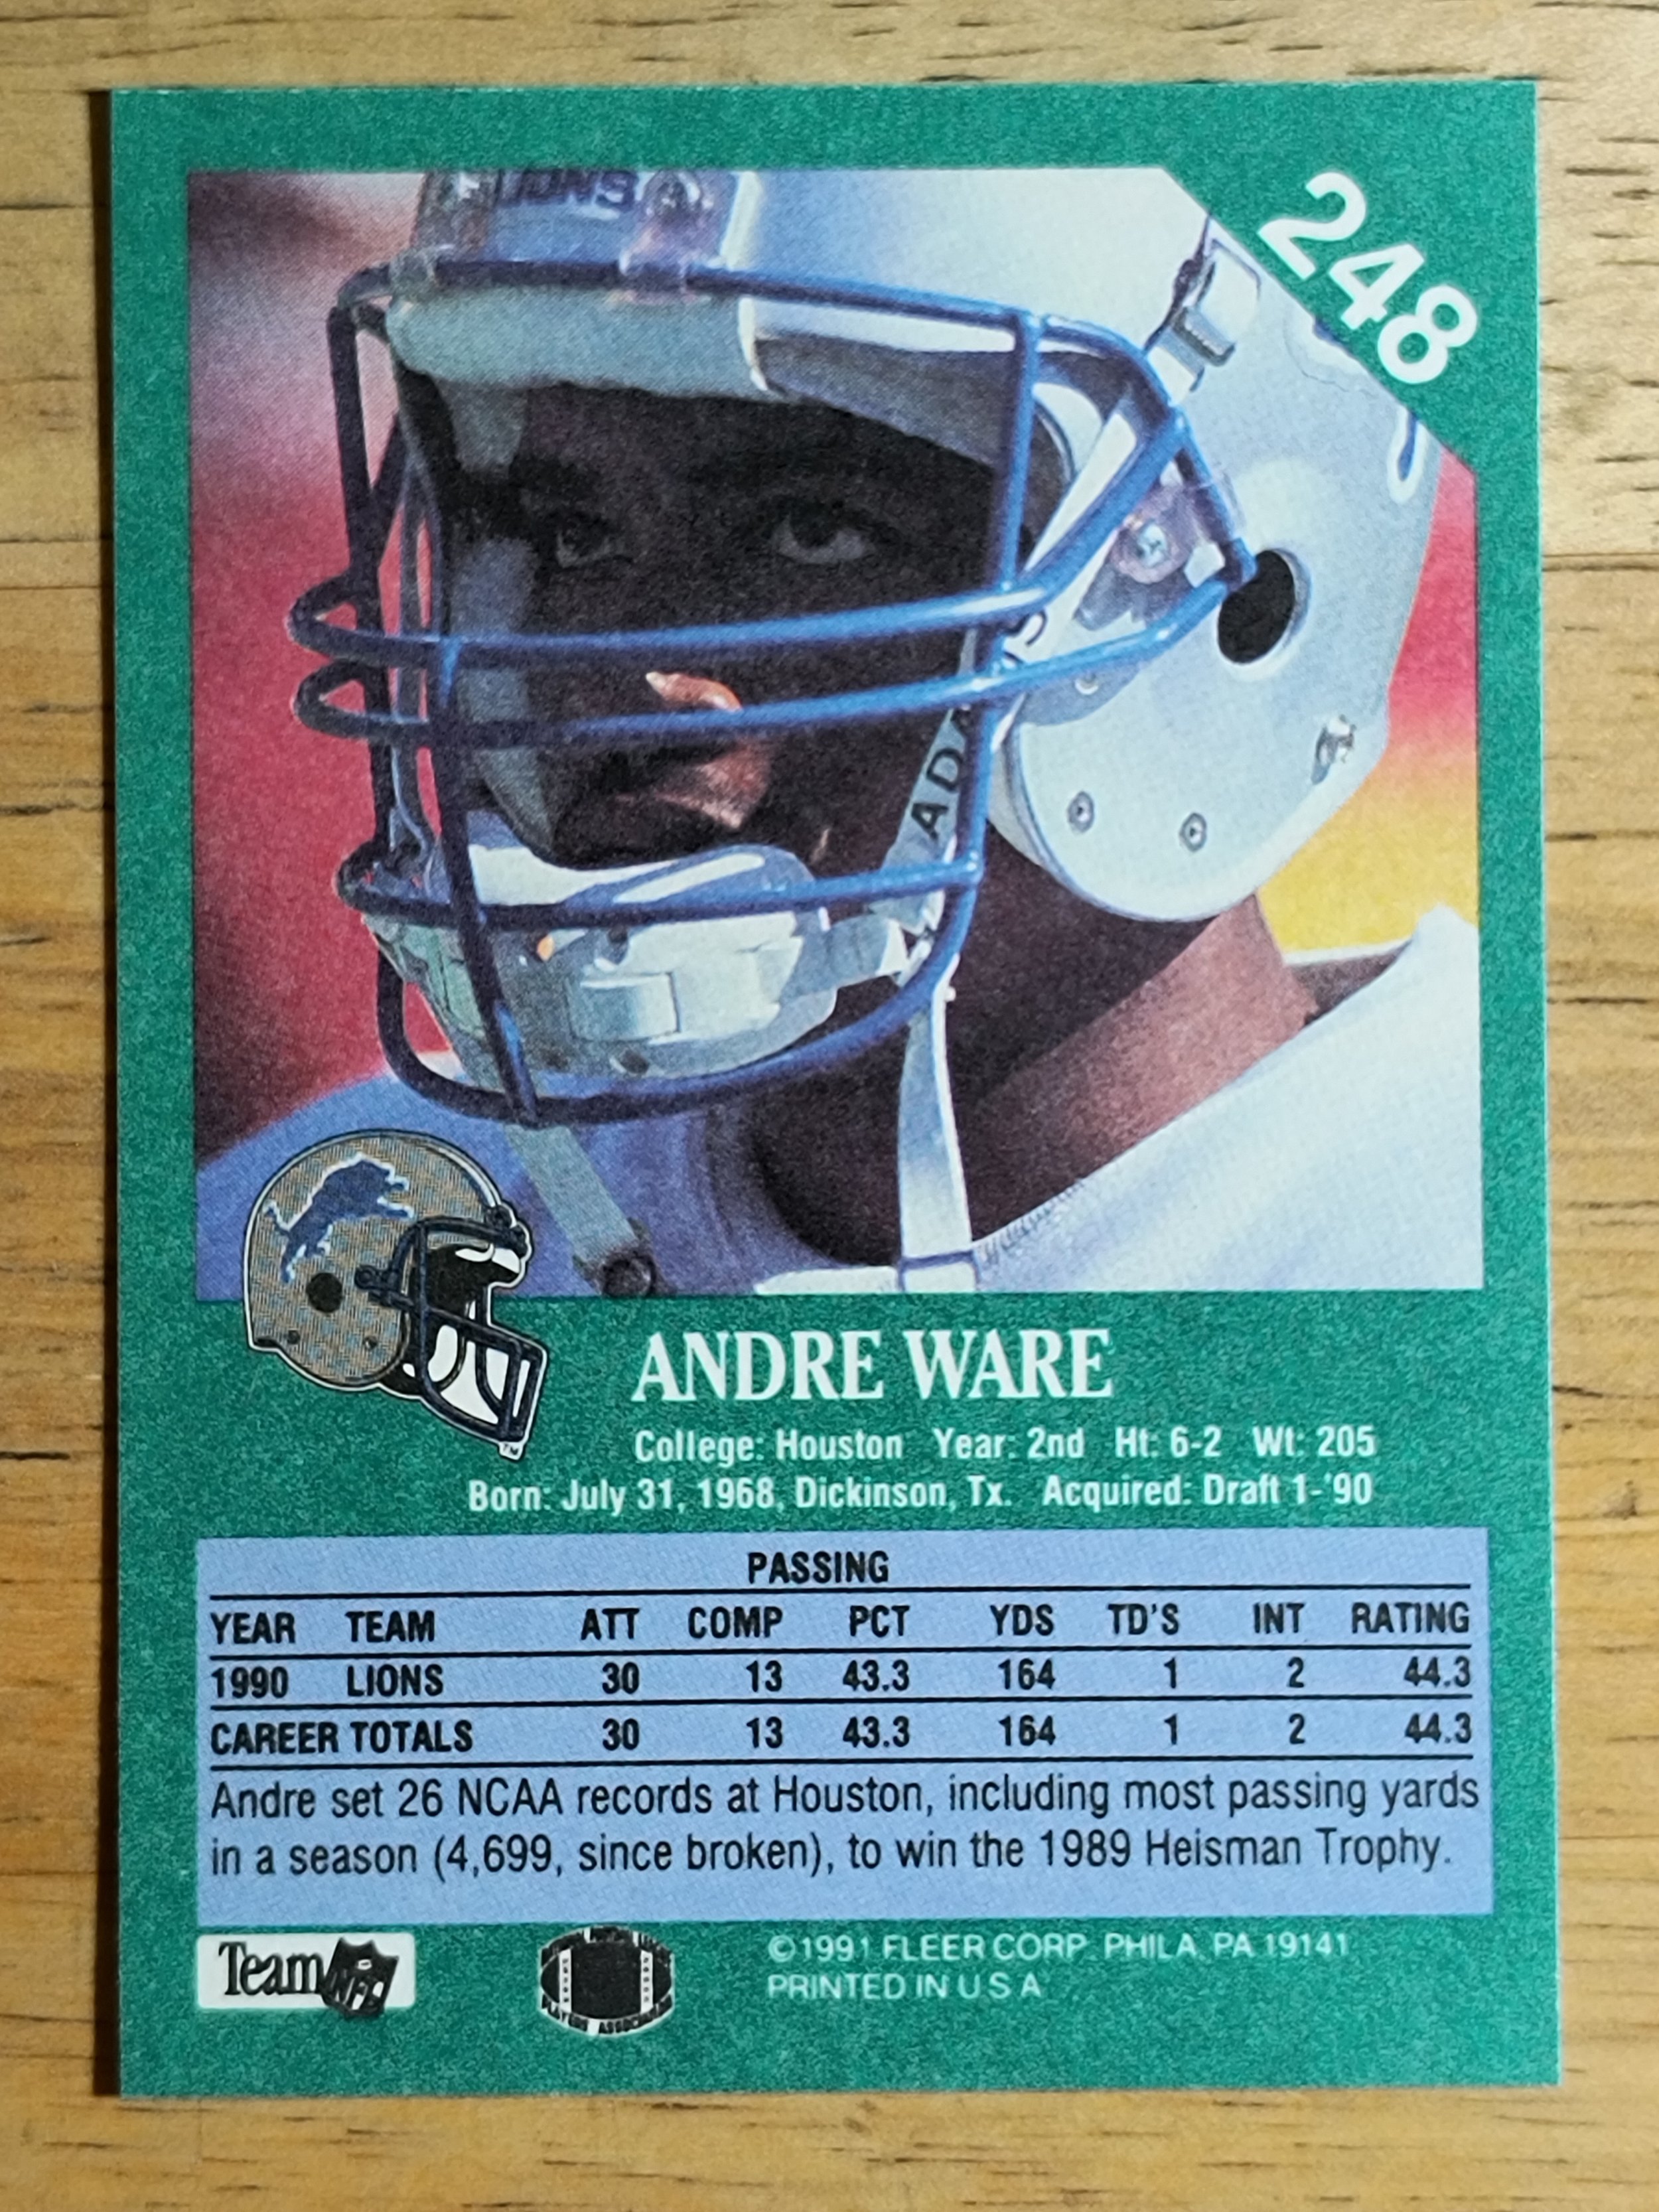 248
LIONS
ADAMS
ANDRE WARE
College: Houston Year: 2nd Ht: 6-2 Wt: 205
Born: July 31, 1968, Dickinson, Tx. Acquired: Draft 1-'90
TM
PASSING
YEAR TEAM ATT COMP PCT YDS TD'S INT RATING
1990 LIONS 30 13 43.3 164 1 2 44.3
CAREER TOTALS 30 13 43.3 164 1 2 44.3
Andre set 26 NCAA records at Houston, including most passing yards
in a season (4,699, since broken), to win the 1989 Heisman Trophy.
Team NFL
PLAYERS ASSOCIATION
©1991 FLEER CORP. PHILA. PA 19141
PRINTED IN U S A